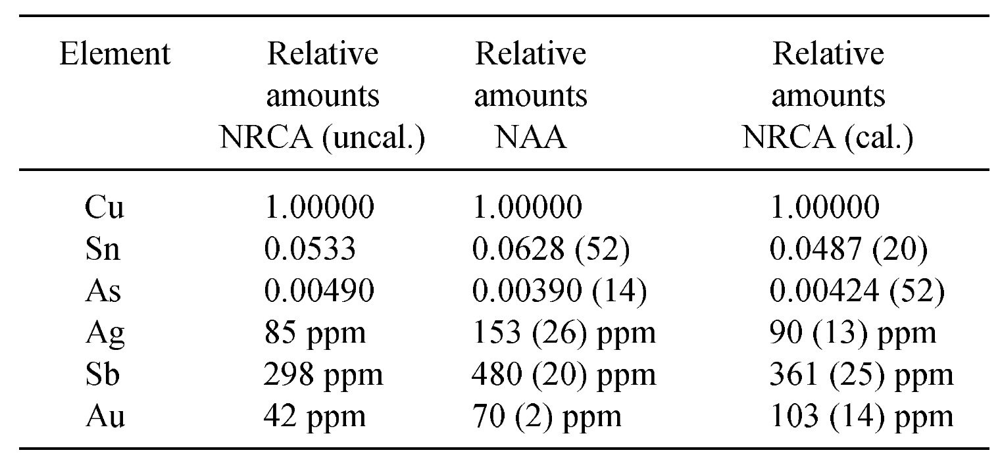 Element Relative Relative Relative
amounts amounts amounts
NRCA (uncal.) NAA NRCA (cal.)
Cu 1.00000 1.00000 1.00000
Sn 0.0533 0.0628 (52) 0.0487 (20)
As 0.00490 0.00390 (14) 0.00424 (52)
Ag 85 ppm 153 (26) ppm 90 (13) ppm
Sb 298 ppm 480 (20) ppm 361 (25) ppm
Au 42 ppm 70 (2) ppm 103 (14) ppm